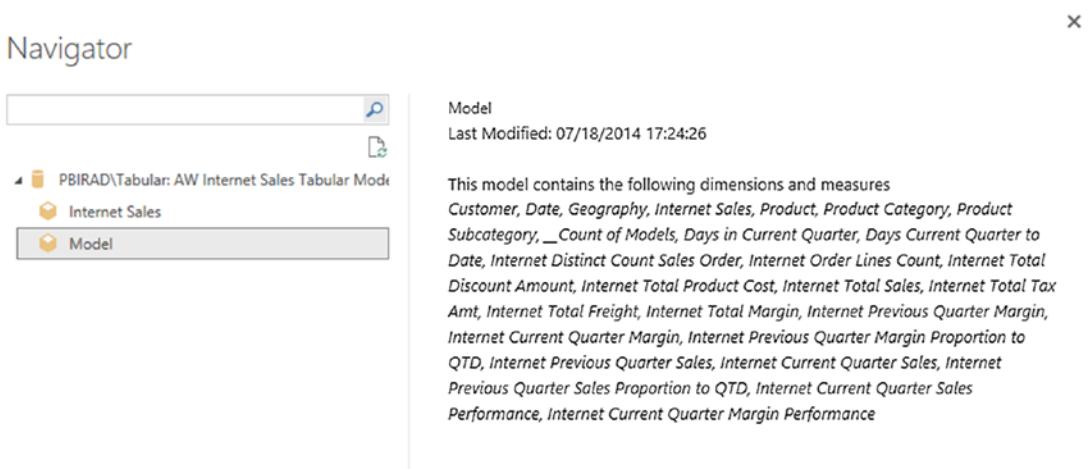 Navigator
PBIRAD\Tabular: AW Internet Sales Tabular Mode
Internet Sales
Model
Model
Last Modified: 07/18/2014 17:24:26
This model contains the following dimensions and measures
Customer, Date, Geography, Internet Sales, Product, Product Category, Product
Subcategory, __Count of Models, Days in Current Quarter, Days Current Quarter to
Date, Internet Distinct Count Sales Order, Internet Order Lines Count, Internet Total
Discount Amount, Internet Total Product Cost, Internet Total Sales, Internet Total Tax
Amt, Internet Total Freight, Internet Total Margin, Internet Previous Quarter Margin,
Internet Current Quarter Margin, Internet Previous Quarter Margin Proportion to
QTD, Internet Previous Quarter Sales, Internet Current Quarter Sales, Internet
Previous Quarter Sales Proportion to QTD, Internet Current Quarter Sales
Performance, Internet Current Quarter Margin Performance